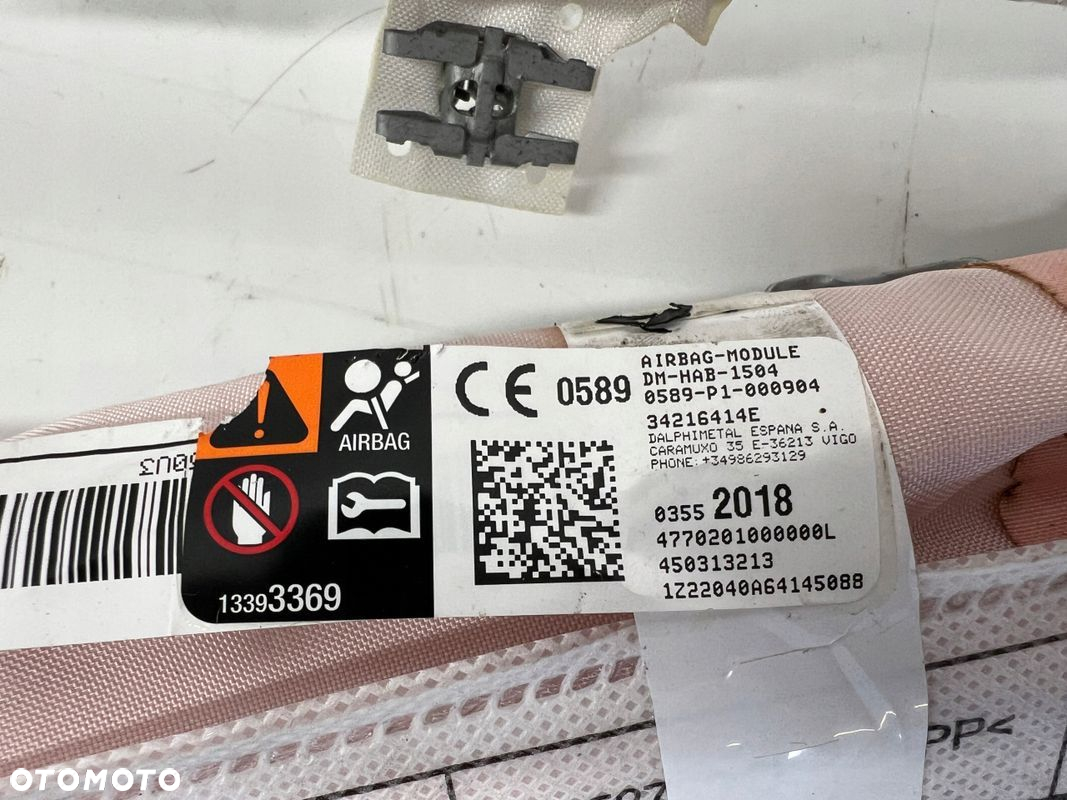 AIRBAG-MODULE
DM-HAB-1504
0589-P1-000904
34216414E
DALPHIMETAL ESPANA S.A.
CARAMUXO 35 E-36213 VIGO
PHONE: +34986293129
CE 0589
AIRBAG
0355 2018
4770201000000L
450313213
1Z22040A64145088
13393369
OTOMOTO